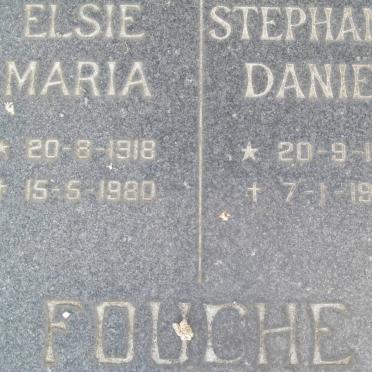 ELSIE
MARIA
★ 20-8-1918
✝ 15-5-1980
STEPHAN
DANIE
★ 20-9-1
✝ 7-1-19
FOUCHE